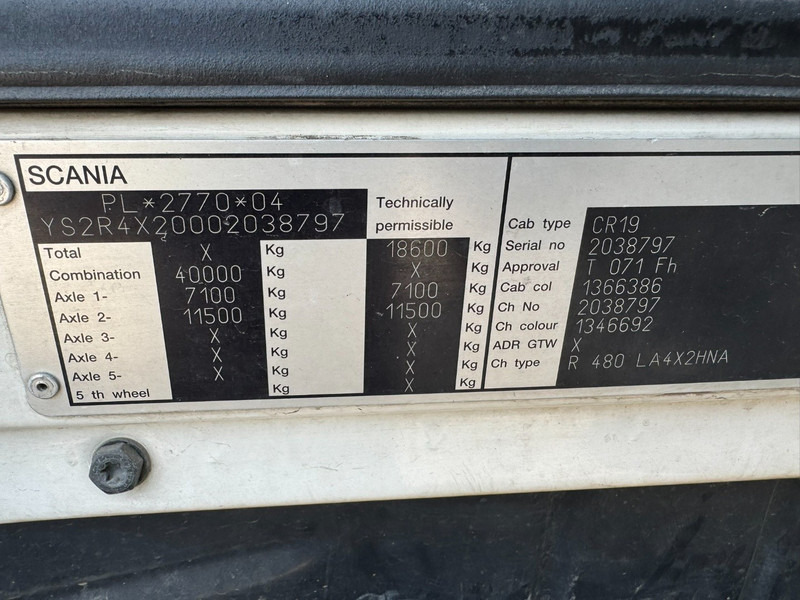 SCANIA
PL*2770*04
YS2R4X20002038797
Technically
permissible
Total X Kg 18600 Kg
Combination 40000 Kg X Kg
Axle 1- 7100 Kg 7100 Kg
Axle 2- 11500 Kg 11500 Kg
Axle 3- X Kg X Kg
Axle 4- X Kg X Kg
Axle 5- X Kg X Kg
5 th wheel Kg X Kg
Cab type CR19
Serial no 2038797
Approval T 071 Fh
Cab col 1366386
Ch No 2038797
Ch colour 1346692
ADR GTW X
Ch type R 480 LA4X2HNA